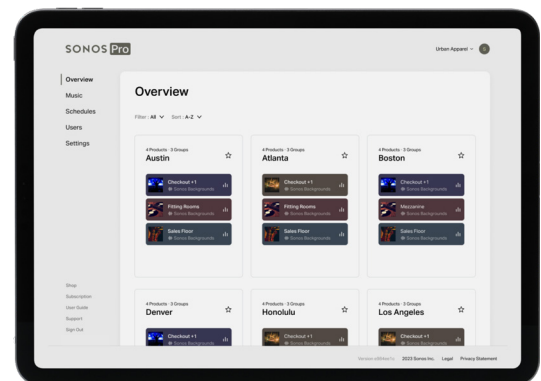 SONOS Pro
Urban Apparel
S
Overview
Music
Schedules
Users
Settings
Shop
Subscription
User Guide
Support
Sign Out
Overview
Filter : All Sort : A-Z
4 Products · 3 Groups
Austin
Checkout +1
Sonos Backgrounds
Fitting Rooms
Sonos Backgrounds
Sales Floor
Sonos Backgrounds
4 Products · 3 Groups
Atlanta
Checkout +1
Sonos Backgrounds
Fitting Rooms
Sonos Backgrounds
Sales Floor
Sonos Backgrounds
4 Products · 3 Groups
Boston
Checkout +1
Sonos Backgrounds
Mezzanine
Sonos Backgrounds
Sales Floor
Sonos Backgrounds
4 Products · 3 Groups
Denver
Checkout +1
Sonos Backgrounds
4 Products · 3 Groups
Honolulu
Checkout +1
Sonos Backgrounds
4 Products · 3 Groups
Los Angeles
Checkout +1
Sonos Backgrounds
2023 Sonos Inc. Legal Privacy Statement